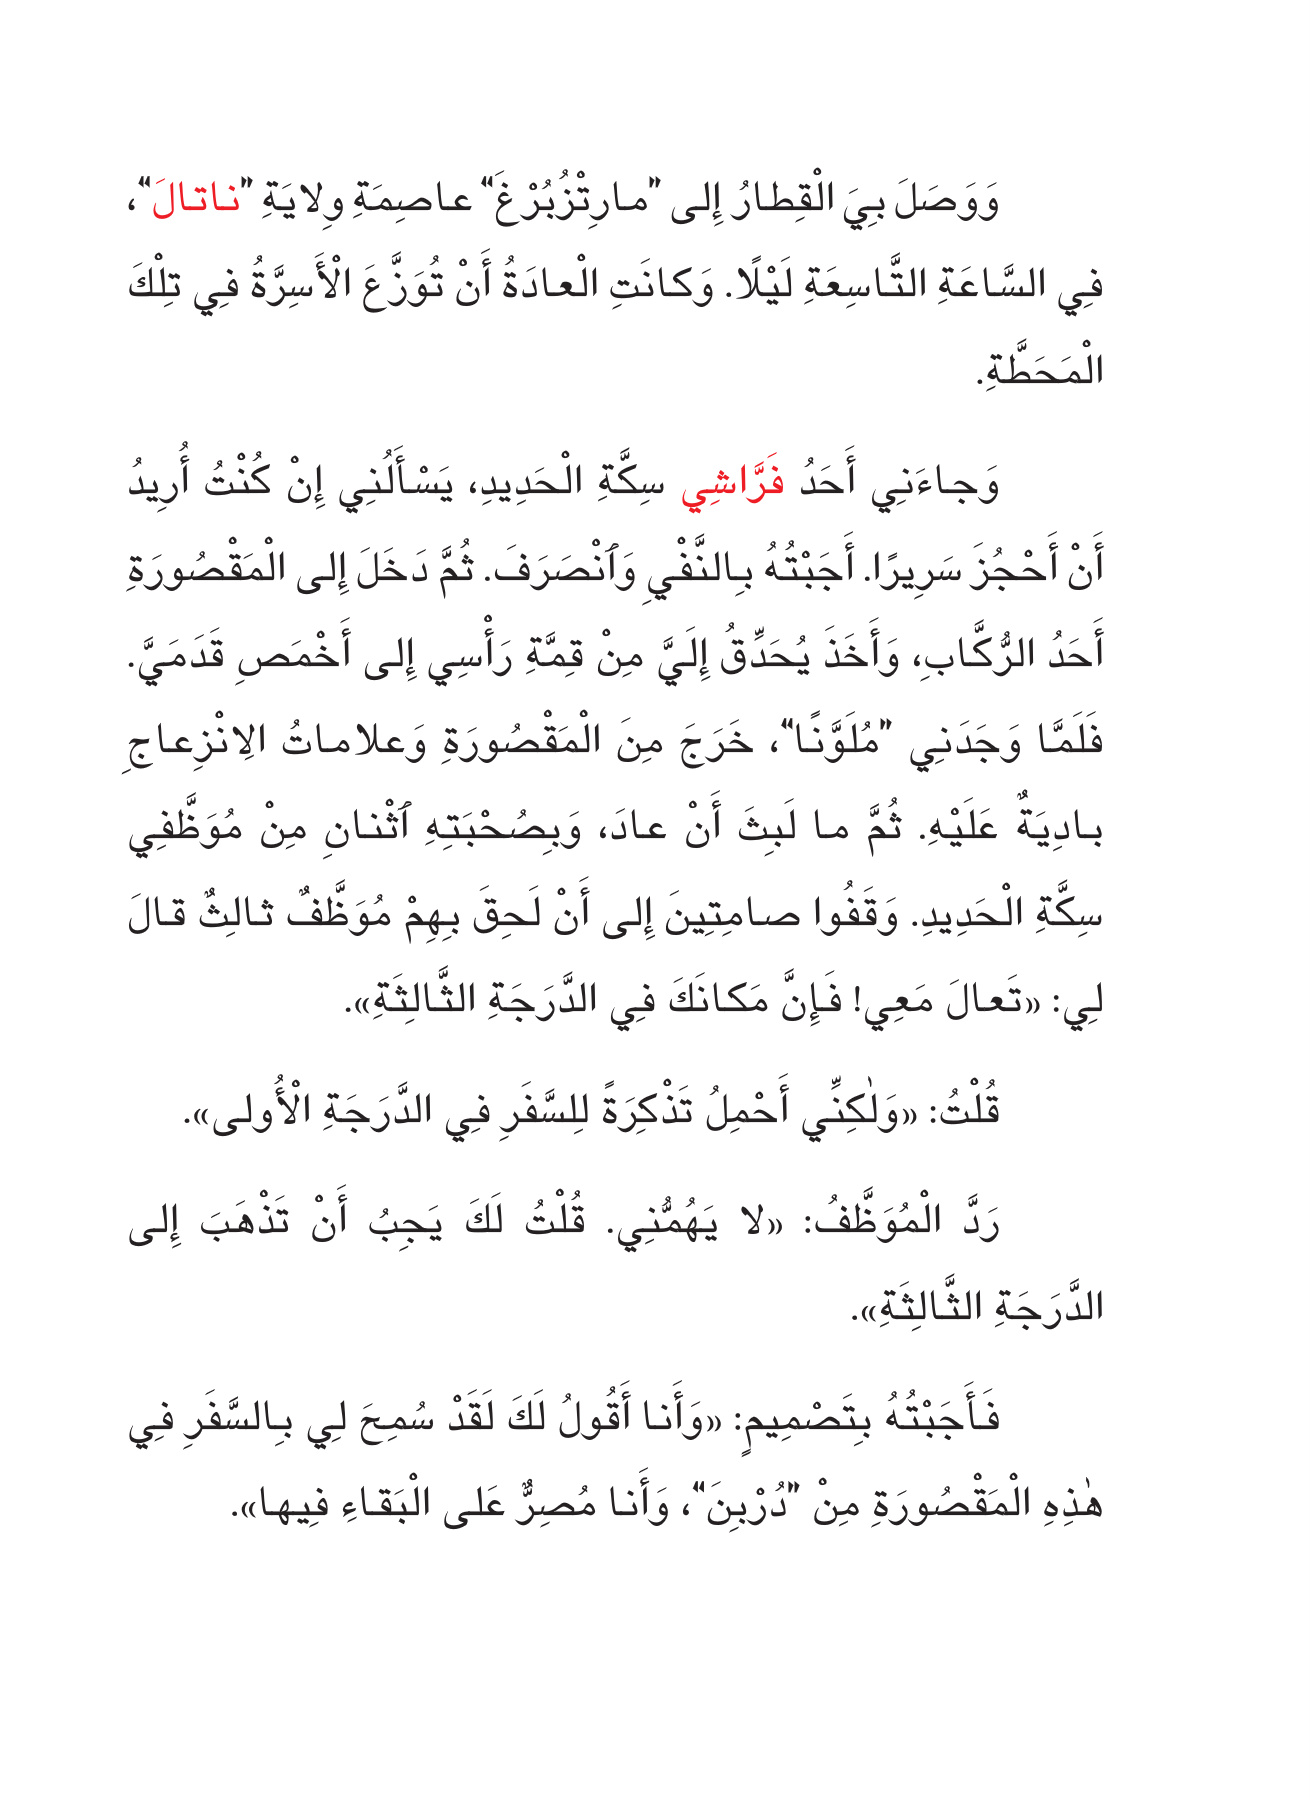 وَوَصَلَ بِيَ الْقِطارُ إِلى "مارِتْزُبُرْغَ" عاصِمَةِ وِلايَةِ "ناتالَ"،
فِي السَّاعَةِ التَّاسِعَةِ لَيْلًا. وَكانَتِ الْعادَةُ أَنْ تُوَزَّعَ الْأَسِرَّةُ فِي تِلْكَ
الْمَحَطَّةِ.
وَجاءَنِي أَحَدُ فَرَّاشِي سِكَّةِ الْحَدِيدِ، يَسْأَلُنِي إِنْ كُنْتُ أُرِيدُ
أَنْ أَحْجُزَ سَرِيرًا. أَجَبْتُهُ بِالنَّفْيِ وَٱنْصَرَفَ. ثُمَّ دَخَلَ إِلى الْمَقْصُورَةِ
أَحَدُ الرُّكَّابِ، وَأَخَذَ يُحَدِّقُ إِلَيَّ مِنْ قِمَّةِ رَأْسِي إِلى أَخْمَصِ قَدَمَيَّ.
فَلَمَّا وَجَدَنِي "مُلَوَّنًا"، خَرَجَ مِنَ الْمَقْصُورَةِ وَعلاماتُ الِانْزِعاجِ
بادِيَةٌ عَلَيْهِ. ثُمَّ ما لَبِثَ أَنْ عادَ، وَبِصُحْبَتِهِ ٱثْنانِ مِنْ مُوَظَّفِي
سِكَّةِ الْحَدِيدِ. وَقَفُوا صامِتِينَ إِلى أَنْ لَحِقَ بِهِمْ مُوَظَّفٌ ثالِثٌ قالَ
لِي: «تَعالَ مَعِي! فَإِنَّ مَكانَكَ فِي الدَّرَجَةِ الثَّالِثَةِ».
قُلْتُ: «وَلٰكِنِّي أَحْمِلُ تَذْكِرَةً لِلسَّفَرِ فِي الدَّرَجَةِ الْأُولى».
رَدَّ الْمُوَظَّفُ: «لا يَهُمُّنِي. قُلْتُ لَكَ يَجِبُ أَنْ تَذْهَبَ إِلى
الدَّرَجَةِ الثَّالِثَةِ».
فَأَجَبْتُهُ بِتَصْمِيمٍ: «وَأَنا أَقُولُ لَكَ لَقَدْ سُمِحَ لِي بِالسَّفَرِ فِي
هٰذِهِ الْمَقْصُورَةِ مِنْ "دُرْبِنَ"، وَأَنا مُصِرٌّ عَلى الْبَقاءِ فِيها».